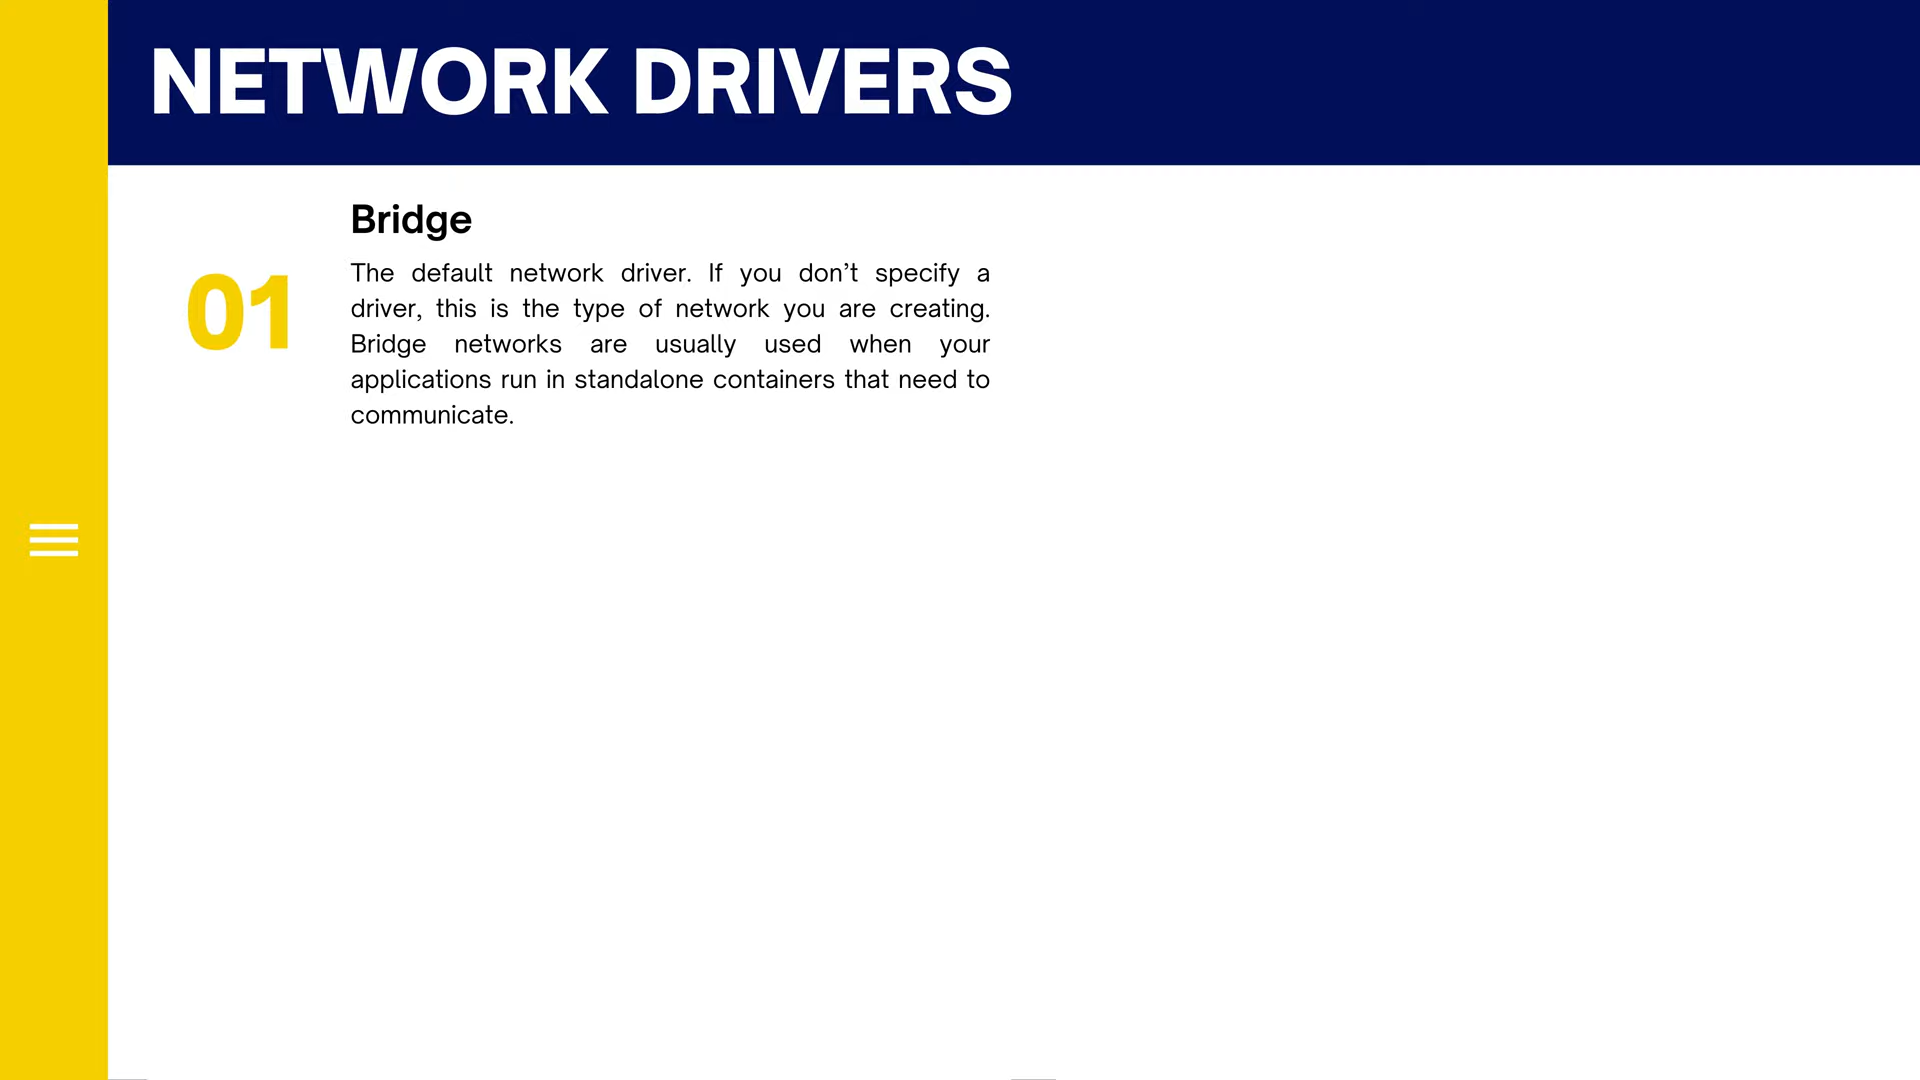 NETWORK DRIVERS
Bridge
01
The default network driver. If you don’t specify a
driver, this is the type of network you are creating.
Bridge networks are usually used when your
applications run in standalone containers that need to
communicate.